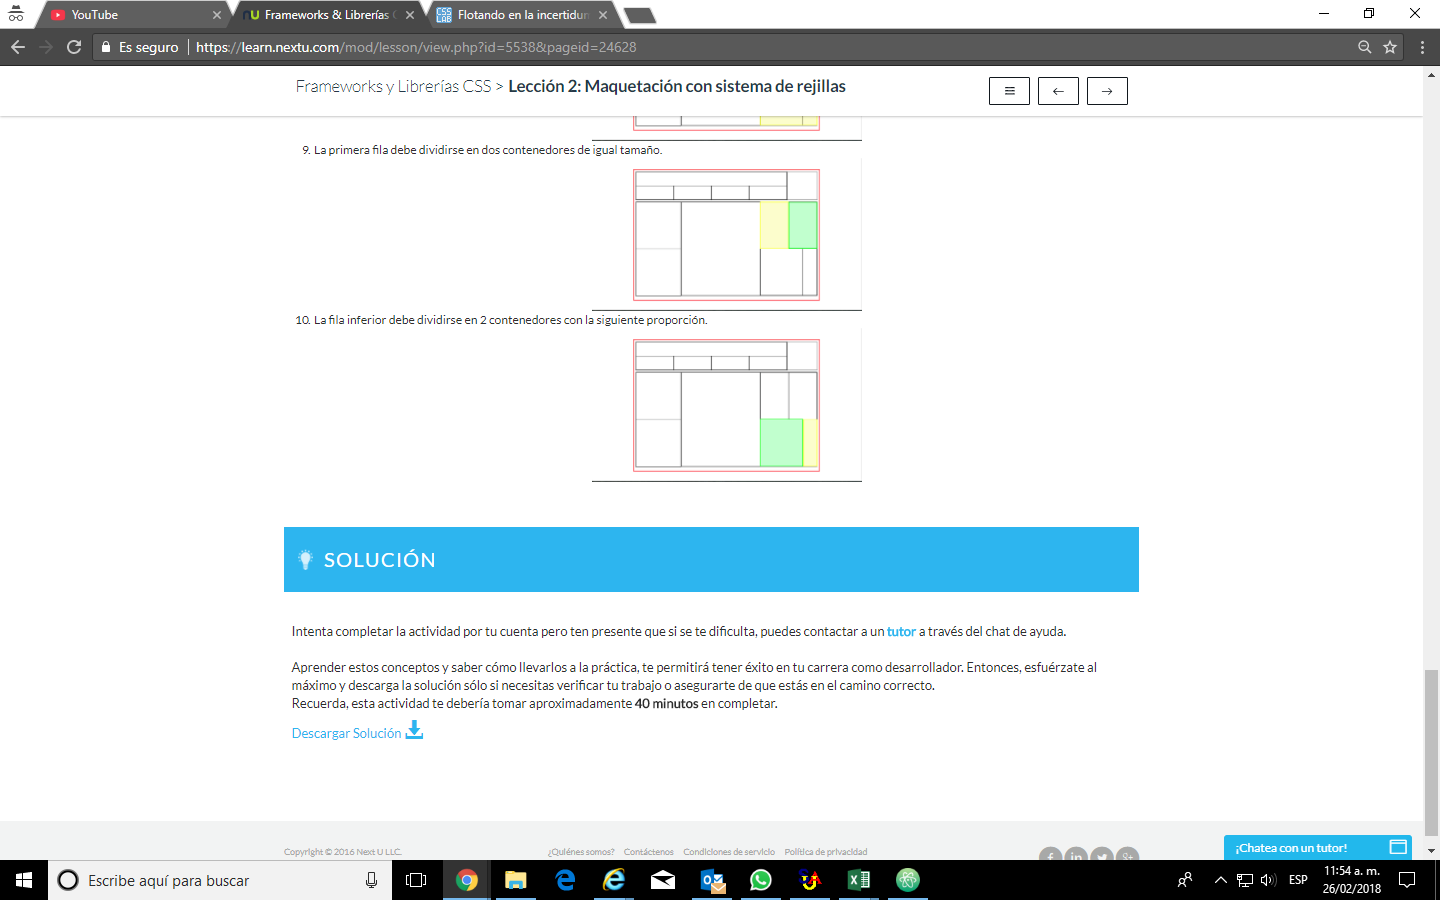 YouTube
Frameworks & Librerías C
Flotando en la incertidum
Es seguro
https://learn.nextu.com/mod/lesson/view.php?id=5538&pageid=24628
Frameworks y Librerías CSS > Lección 2: Maquetación con sistema de rejillas
9. La primera fila debe dividirse en dos contenedores de igual tamaño.
10. La fila inferior debe dividirse en 2 contenedores con la siguiente proporción.
SOLUCIÓN
Intenta completar la actividad por tu cuenta pero ten presente que si se te dificulta, puedes contactar a un tutor a través del chat de ayuda.
Aprender estos conceptos y saber cómo llevarlos a la práctica, te permitirá tener éxito en tu carrera como desarrollador. Entonces, esfuérzate al
máximo y descarga la solución sólo si necesitas verificar tu trabajo o asegurarte de que estás en el camino correcto.
Recuerda, esta actividad te debería tomar aproximadamente 40 minutos en completar.
Descargar Solución
Copyright © 2016 Next U LLC.
¿Quiénes somos? Contáctenos Condiciones de servicio Política de privacidad
¡Chatea con un tutor!
Escribe aquí para buscar
ESP
11:54 a. m.
26/02/2018